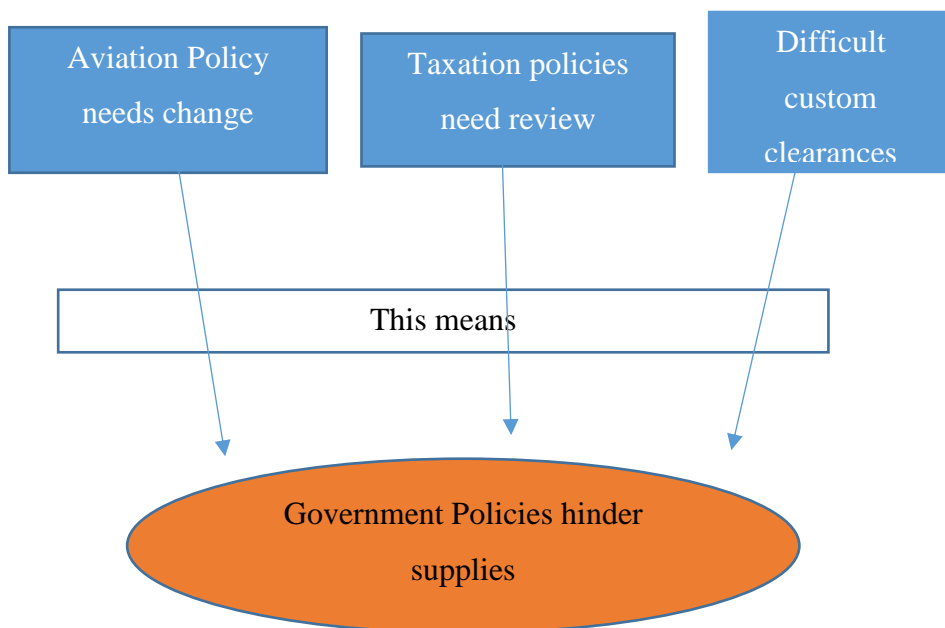 Aviation Policy
needs change
Taxation policies
need review
Difficult
custom
clearances
This means
Government Policies hinder
supplies